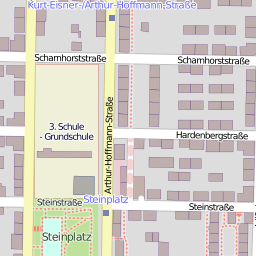 Kurt-Eisner-/Arthur-Hoffmann-Straße
Scharnhorststraße
Scharnhorststraße
Arthur-Hoffmann-Straße
3. Schule
- Grundschule
Hardenbergstraße
Steinplatz
Steinstraße
Steinstraße
Steinplatz